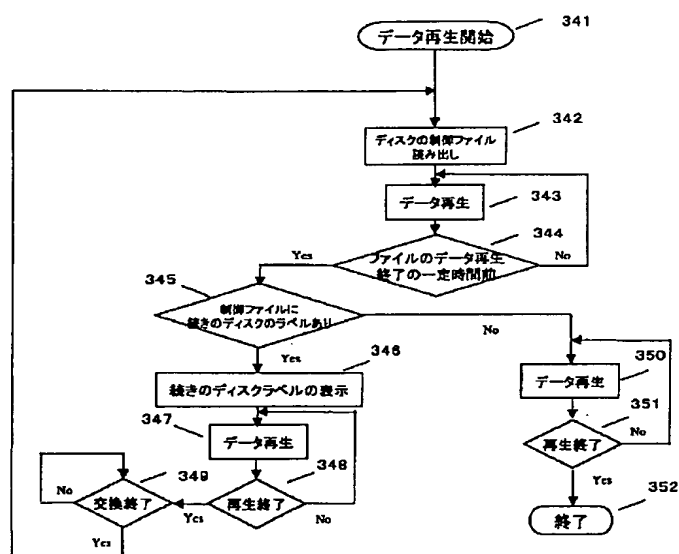 データ再生開始
341
342
ディスクの制御ファイル
読み出し
データ再生
343
344
ファイルのデータ再生
終了の一定時間前
Yes
No
345
制御ファイルに
続きのディスクのラベルあり
No
Yes
346
続きのディスクラベルの表示
350
データ再生
347
データ再生
351
再生終了
No
349
348
交換終了
No
再生終了
Yes
No
Yes
352
終了
Yes